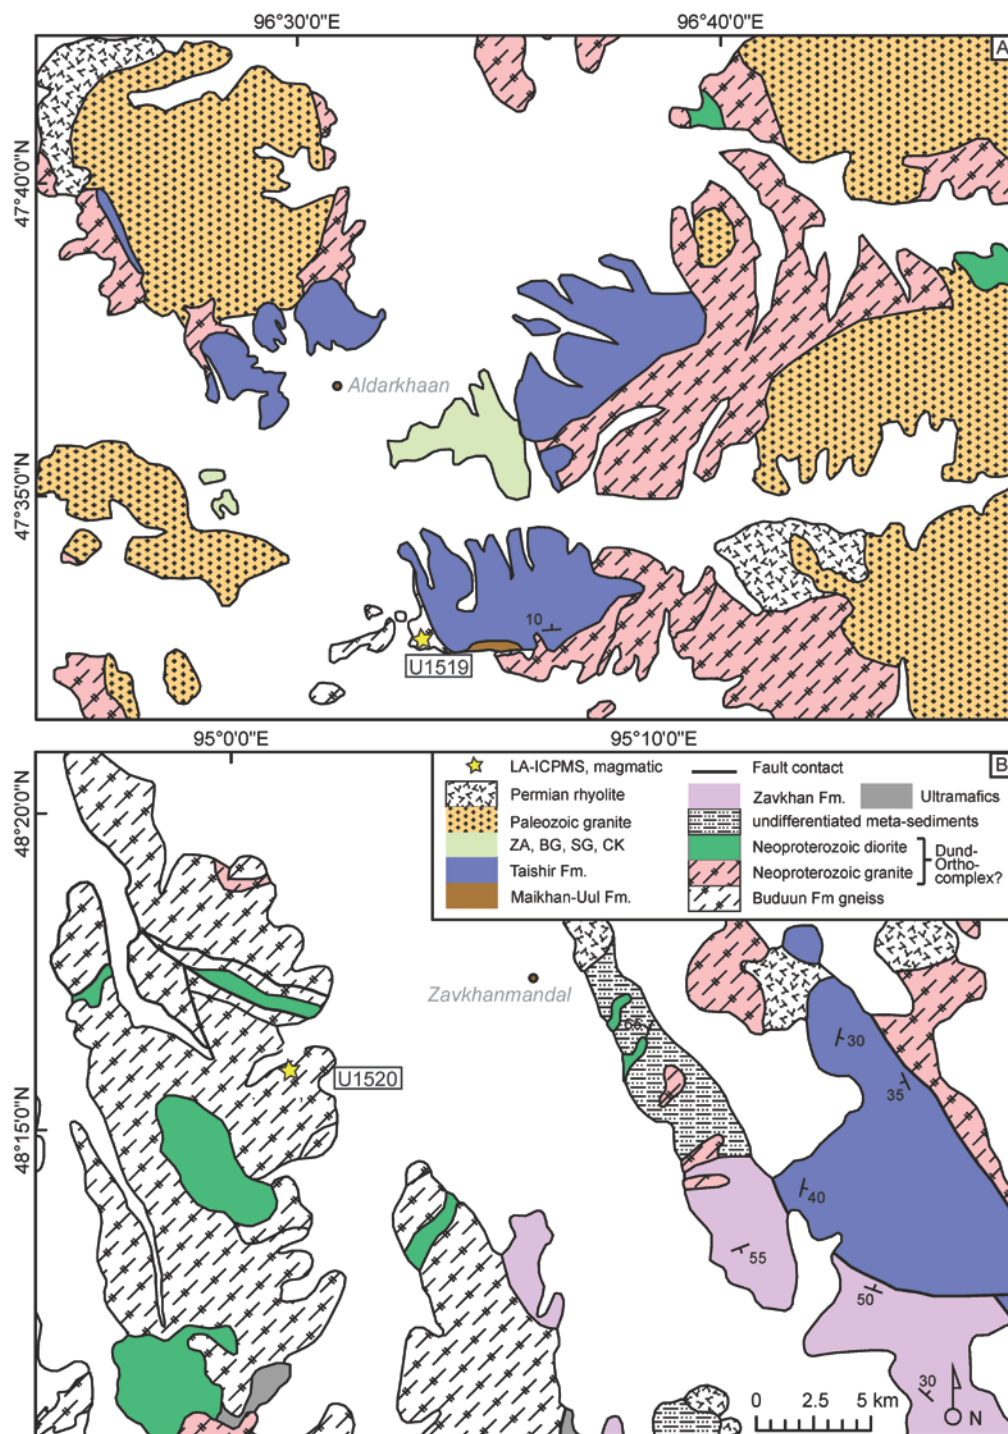 96°30'0"E
96°40'0"E
A
47°40'0"N
Aldarkhaan
47°35'0"N
10
U1519
95°0'0"E
95°10'0"E
B
LA-ICPMS, magmatic
Fault contact
Permian rhyolite
Zavkhan Fm.
Ultramafics
Paleozoic granite
undifferentiated meta-sediments
ZA, BG, SG, CK
Neoproterozoic diorite
Dund-
Taishir Fm.
Neoproterozoic granite
Ortho-
complex?
Maikhan-Uul Fm.
Buduun Fm gneiss
48°20'0"N
Zavkhanmandal
30
35
U1520
48°15'0"N
40
55
50
30
0 2.5 5 km
N